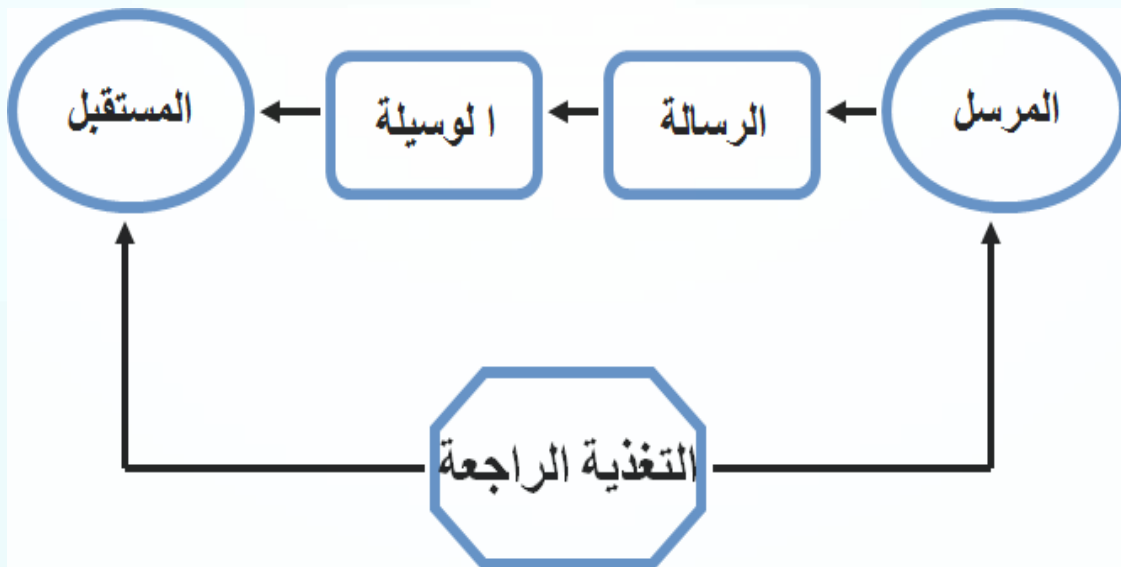 المرسل
الرسالة
ا لوسيلة
المستقبل
التغذية الراجعة